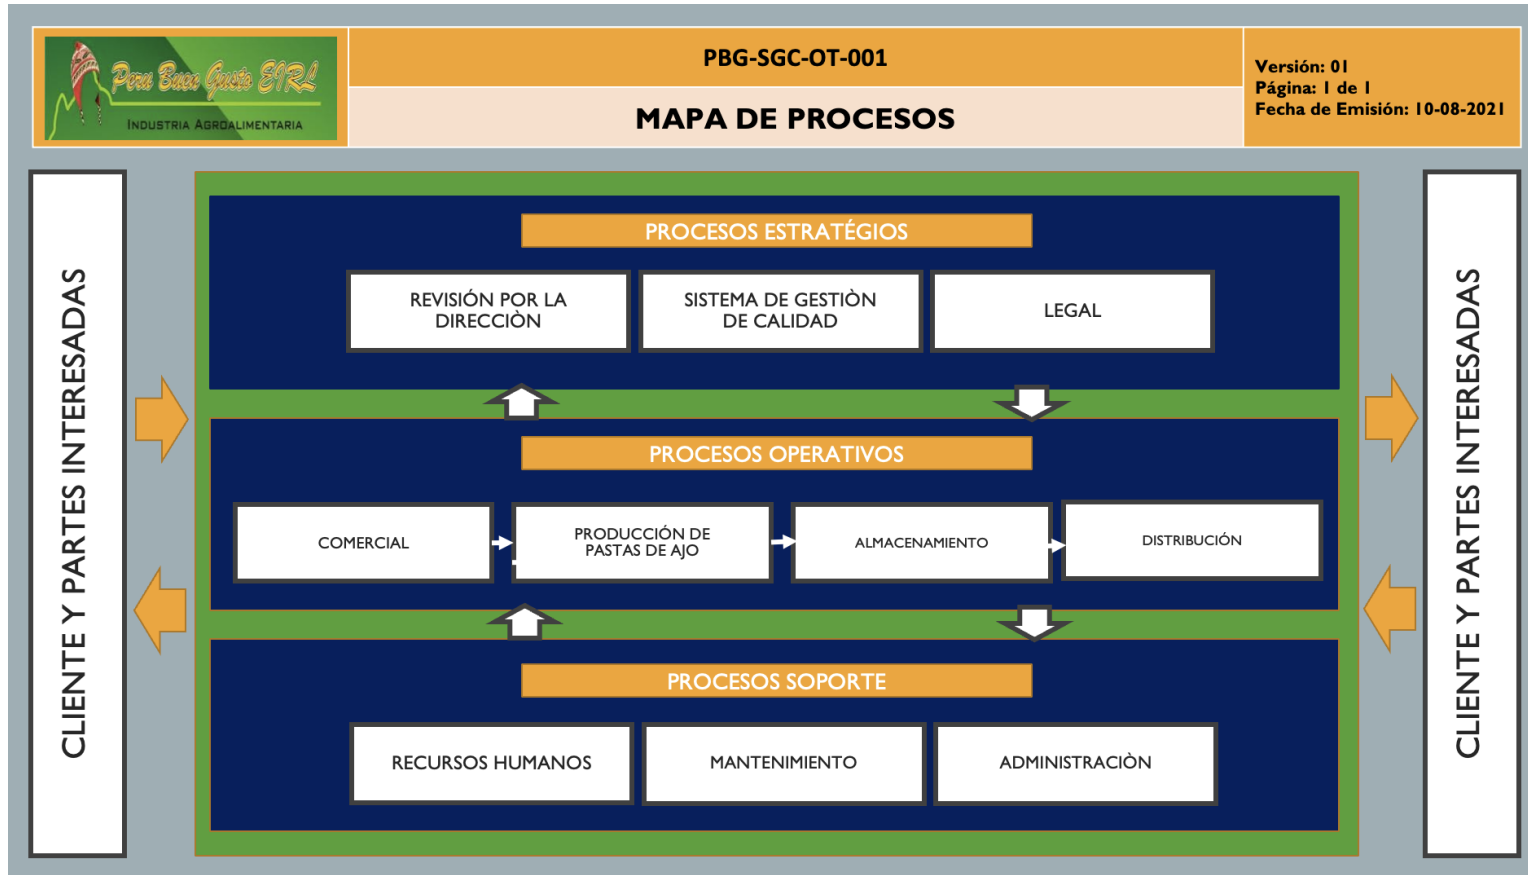 Peru Buen Gusto EIRL
INDUSTRIA AGROALIMENTARIA
PBG-SGC-OT-001
MAPA DE PROCESOS
Versión: 01
Página: 1 de 1
Fecha de Emisión: 10-08-2021
CLIENTE Y PARTES INTERESADAS
PROCESOS ESTRATÉGIOS
REVISIÓN POR LA
DIRECCIÒN
SISTEMA DE GESTIÒN
DE CALIDAD
LEGAL
PROCESOS OPERATIVOS
COMERCIAL
PRODUCCIÓN DE
PASTAS DE AJO
ALMACENAMIENTO
DISTRIBUCIÓN
PROCESOS SOPORTE
RECURSOS HUMANOS
MANTENIMIENTO
ADMINISTRACIÒN
CLIENTE Y PARTES INTERESADAS